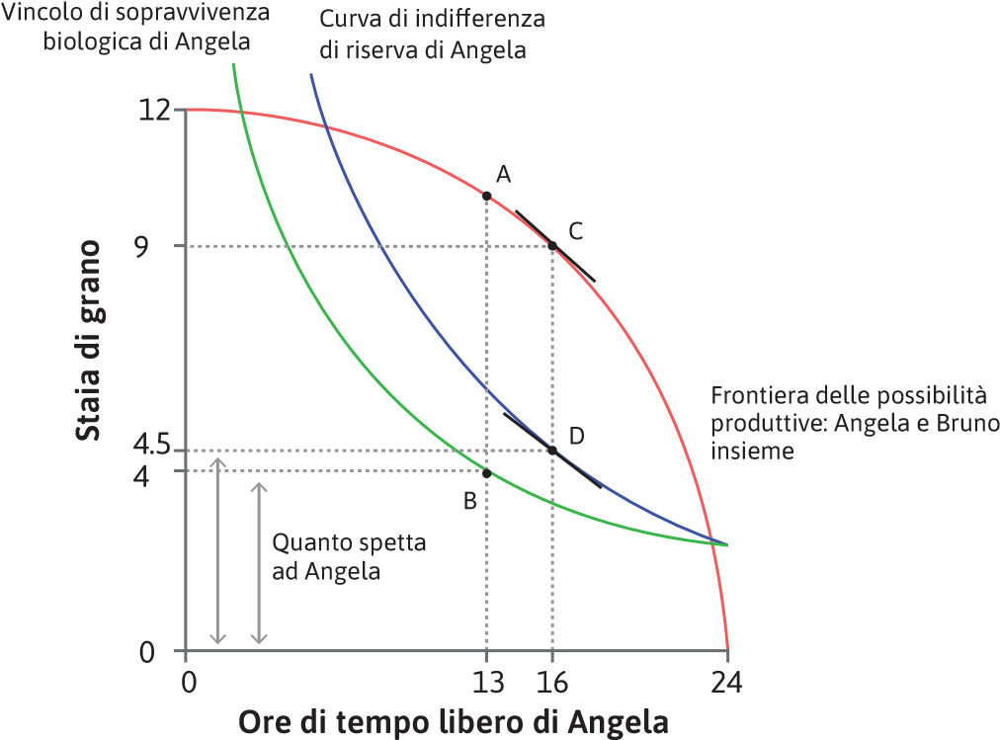 Vincolo di sopravvivenza
biologica di Angela
Curva di indifferenza
di riserva di Angela
12
A
C
9
Staia di grano
Frontiera delle possibilità
produttive: Angela e Bruno
insieme
4.5
D
4
B
Quanto spetta
ad Angela
0
0
13
16
24
Ore di tempo libero di Angela